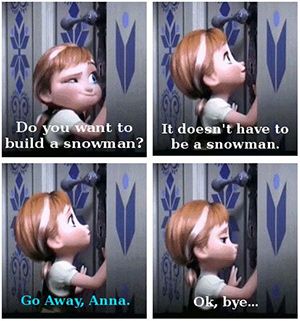 Do you want to
build a snowman?
It doesn't have to
be a snowman.
Go Away, Anna.
Ok, bye...